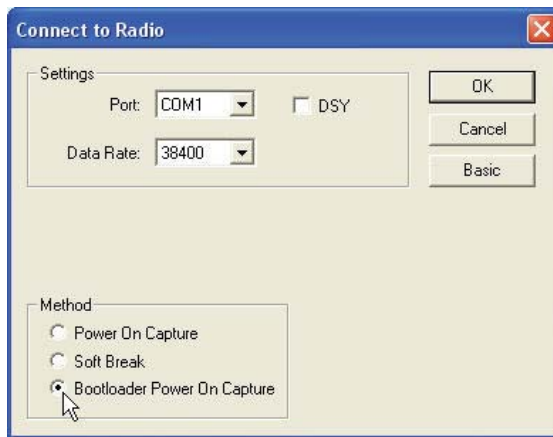 Connect to Radio
Settings
Port: COM1
DSY
Data Rate: 38400
OK
Cancel
Basic
Method
Power On Capture
Soft Break
Bootloader Power On Capture